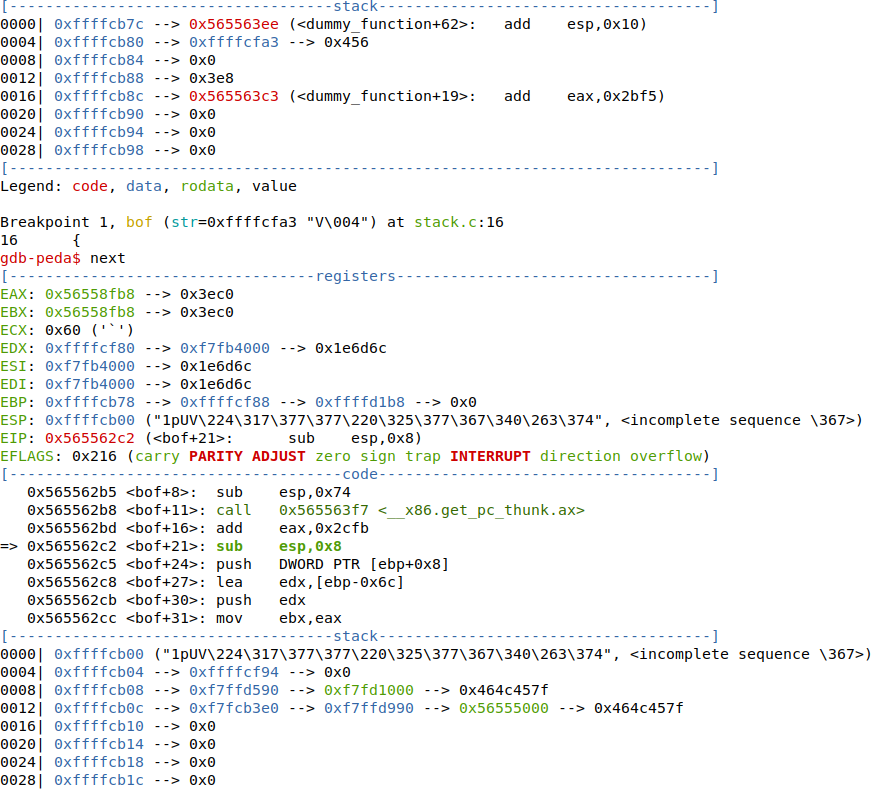 [------------------------------------stack-------------------------------------]
0000| 0xffffcb7c --> 0x565563ee (<dummy_function+62>:	add    esp,0x10)
0004| 0xffffcb80 --> 0xffffcfa3 --> 0x456
0008| 0xffffcb84 --> 0x0
0012| 0xffffcb88 --> 0x3e8
0016| 0xffffcb8c --> 0x565563c3 (<dummy_function+19>:	add    eax,0x2bf5)
0020| 0xffffcb90 --> 0x0
0024| 0xffffcb94 --> 0x0
0028| 0xffffcb98 --> 0x0
[------------------------------------------------------------------------------]
Legend: code, data, rodata, value

Breakpoint 1, bof (str=0xffffcfa3 "V\004") at stack.c:16
16	{
gdb-peda$ next
[----------------------------------registers-----------------------------------]
EAX: 0x56558fb8 --> 0x3ec0
EBX: 0x56558fb8 --> 0x3ec0
ECX: 0x60 ('`')
EDX: 0xffffcf80 --> 0xf7fb4000 --> 0x1e6d6c
ESI: 0xf7fb4000 --> 0x1e6d6c
EDI: 0xf7fb4000 --> 0x1e6d6c
EBP: 0xffffcb78 --> 0xffffcf88 --> 0xffffd1b8 --> 0x0
ESP: 0xffffcb00 ("1pUV\224\317\377\377\220\325\377\367\340\263\374", <incomplete sequence \367>)
EIP: 0x565562c2 (<bof+21>:	sub    esp,0x8)
EFLAGS: 0x216 (carry PARITY ADJUST zero sign trap INTERRUPT direction overflow)
[-------------------------------------code-------------------------------------]
   0x565562b5 <bof+8>:	sub    esp,0x74
   0x565562b8 <bof+11>:	call   0x565563f7 <__x86.get_pc_thunk.ax>
   0x565562bd <bof+16>:	add    eax,0x2cfb
=> 0x565562c2 <bof+21>:	sub    esp,0x8
   0x565562c5 <bof+24>:	push   DWORD PTR [ebp+0x8]
   0x565562c8 <bof+27>:	lea    edx,[ebp-0x6c]
   0x565562cb <bof+30>:	push   edx
   0x565562cc <bof+31>:	mov    ebx,eax
[------------------------------------stack-------------------------------------]
0000| 0xffffcb00 ("1pUV\224\317\377\377\220\325\377\367\340\263\374", <incomplete sequence \367>)
0004| 0xffffcb04 --> 0xffffcf94 --> 0x0
0008| 0xffffcb08 --> 0xf7ffd590 --> 0xf7fd1000 --> 0x464c457f
0012| 0xffffcb0c --> 0xf7fcb3e0 --> 0xf7ffd990 --> 0x56555000 --> 0x464c457f
0016| 0xffffcb10 --> 0x0
0020| 0xffffcb14 --> 0x0
0024| 0xffffcb18 --> 0x0
0028| 0xffffcb1c --> 0x0